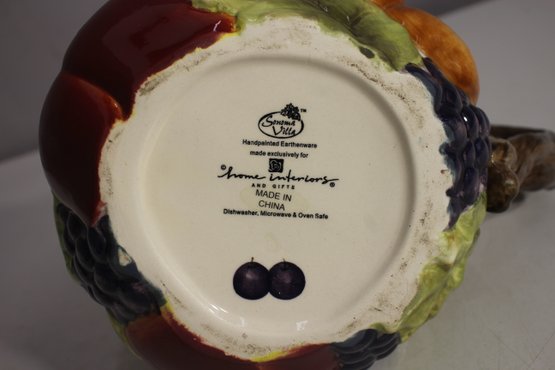 Sonoma ™
Villa
Handpainted Earthenware
made exclusively for
© home interiors ®
AND GIFTS
MADE IN
CHINA
Dishwasher, Microwave & Oven Safe